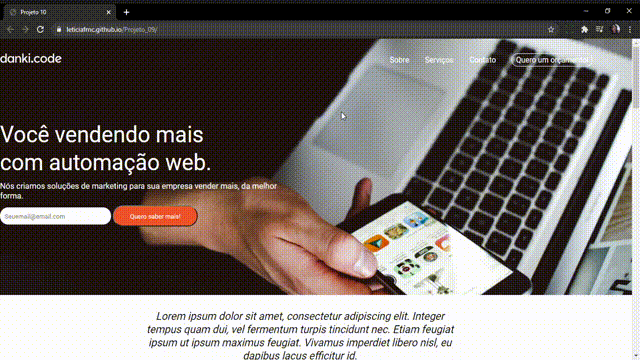 Projeto 10
leticiafmc.github.io/Projeto_09/
danki.code
Sobre Serviços Contato Quero um orçamento!
Você vendendo mais
com automação web.
Nós criamos soluções de marketing para sua empresa vender mais, da melhor
forma.
Seuemail@email.com Quero saber mais!
Lorem ipsum dolor sit amet, consectetur adipiscing elit. Integer
tempus quam dui, vel fermentum turpis tincidunt nec. Etiam feugiat
ipsum ut ipsum maximus feugiat. Vivamus imperdiet libero nisl, eu
dapibus lacus efficitur id.